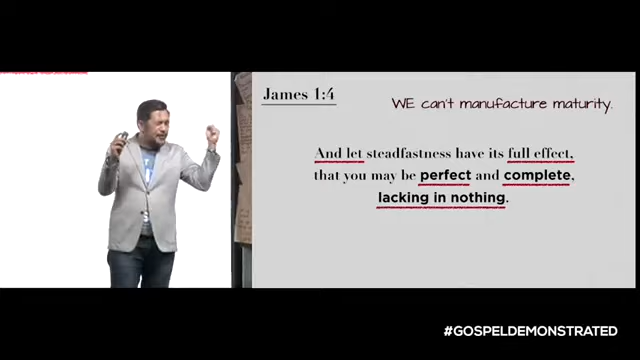 James 1:4
WE can't manufacture maturity.
And let steadfastness have its full effect,
that you may be perfect and complete,
lacking in nothing.
#GOSPELDEMONSTRATED